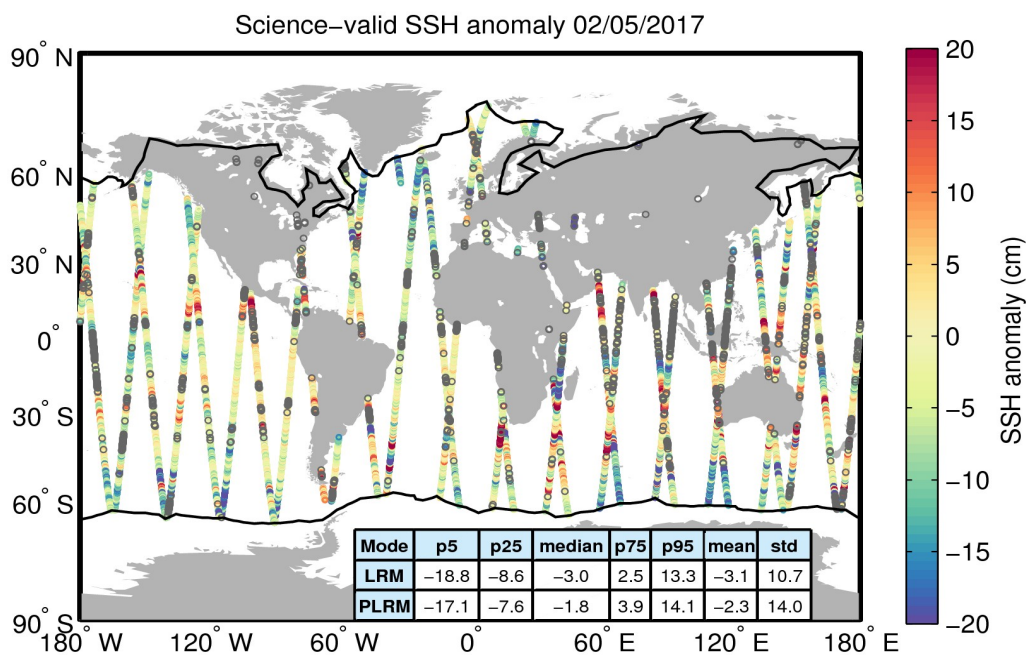 Science−valid SSH anomaly 02/05/2017
90° N
60° N
30° N
0°
30° S
60° S
90° S
180° W
120° W
60° W
0°
60° E
120° E
180° E
Mode p5 p25 median p75 p95 mean std
LRM −18.8 −8.6 −3.0 2.5 13.3 −3.1 10.7
PLRM −17.1 −7.6 −1.8 3.9 14.1 −2.3 14.0
20
15
10
5
0
−5
−10
−15
−20
SSH anomaly (cm)